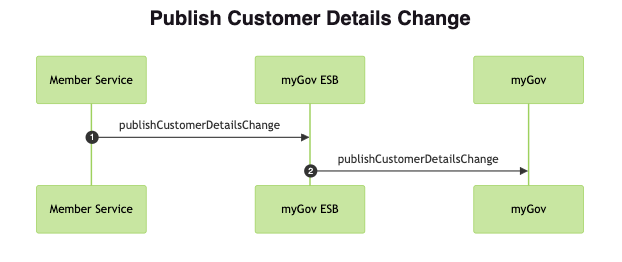 Publish Customer Details Change
Member Service
myGov ESB
myGov
1
publishCustomerDetailsChange
2
publishCustomerDetailsChange
Member Service
myGov ESB
myGov